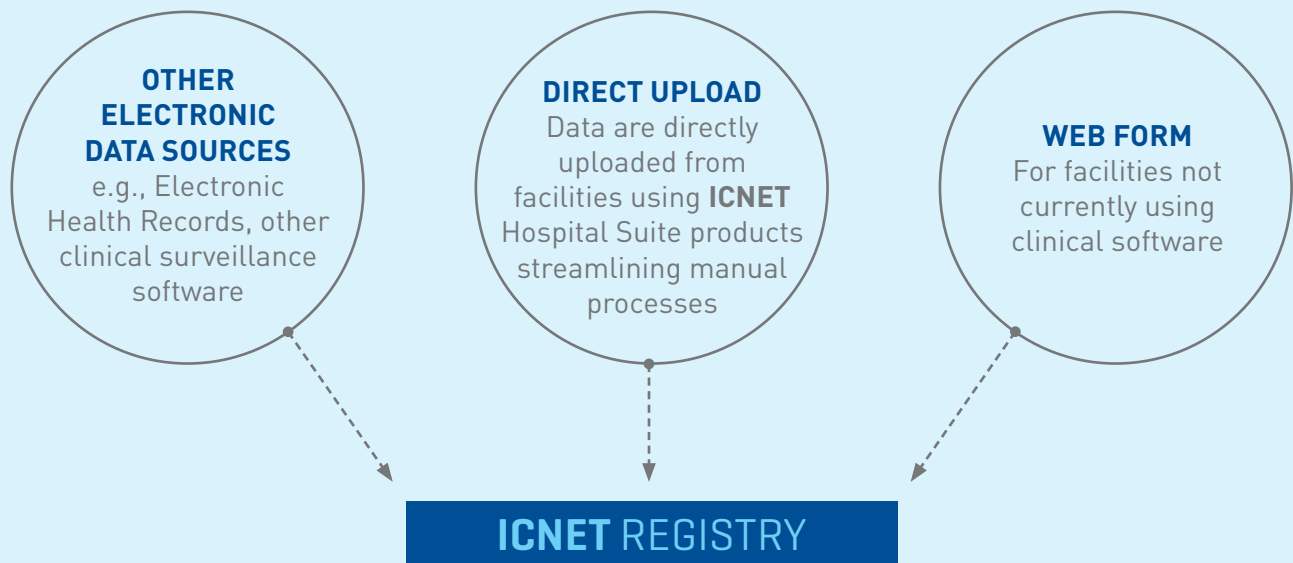 OTHER
ELECTRONIC
DATA SOURCES
e.g., Electronic
Health Records, other
clinical surveillance
software
DIRECT UPLOAD
Data are directly
uploaded from
facilities using ICNET
Hospital Suite products
streamlining manual
processes
WEB FORM
For facilities not
currently using
clinical software
ICNET REGISTRY